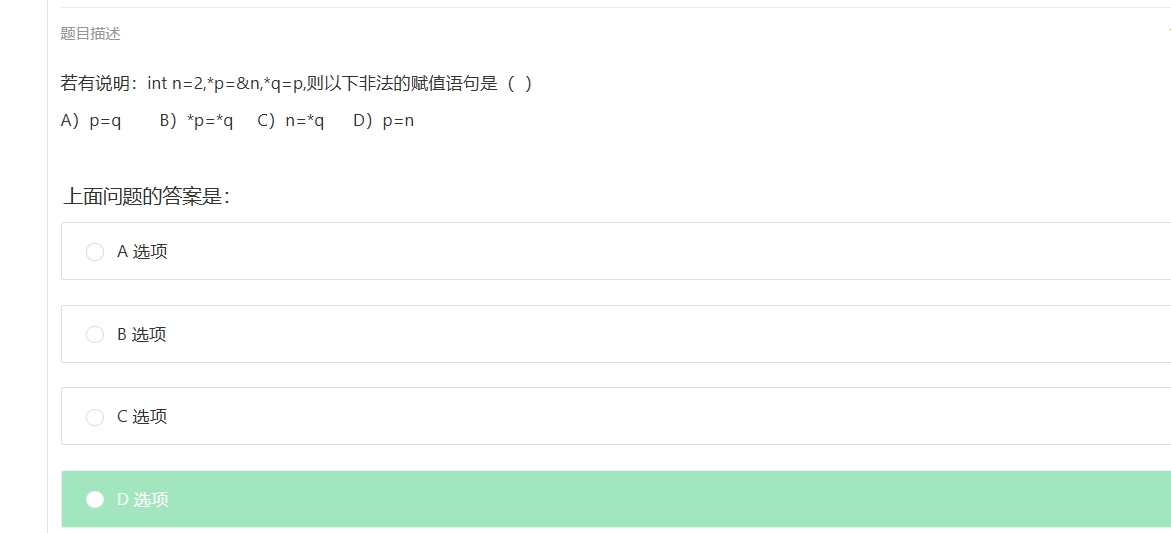 题目描述
若有说明：int n=2,*p=&n,*q=p,则以下非法的赋值语句是（ ）
A）p=q B）*p=*q C）n=*q D）p=n
上面问题的答案是：
A 选项
B 选项
C 选项
D 选项